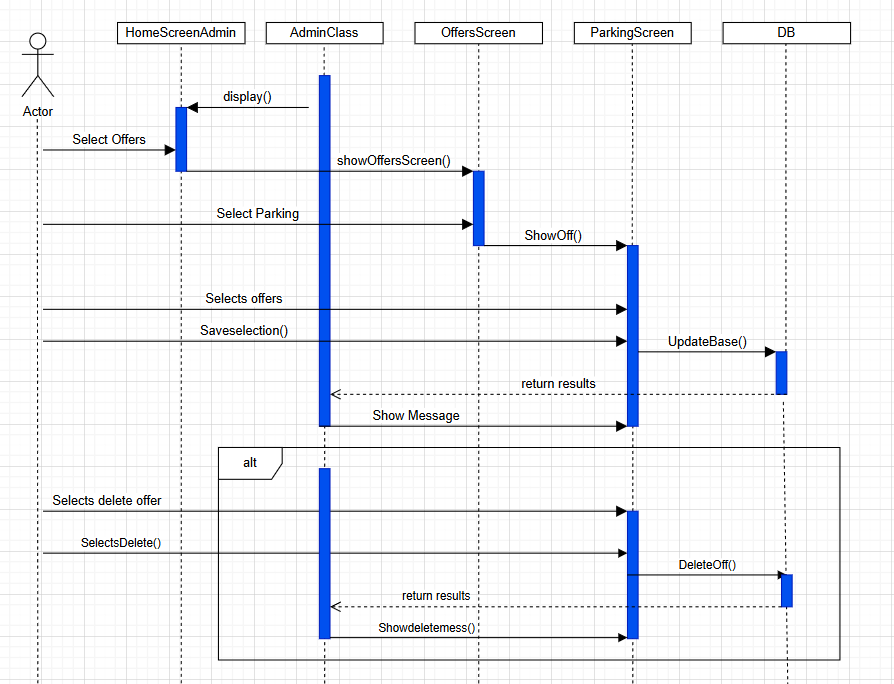 HomeScreenAdmin
AdminClass
OffersScreen
ParkingScreen
DB
Actor
display()
Select Offers
showOffersScreen()
Select Parking
ShowOff()
Selects offers
Saveselection()
UpdateBase()
return results
Show Message
alt
Selects delete offer
SelectsDelete()
DeleteOff()
return results
Showdeletemess()